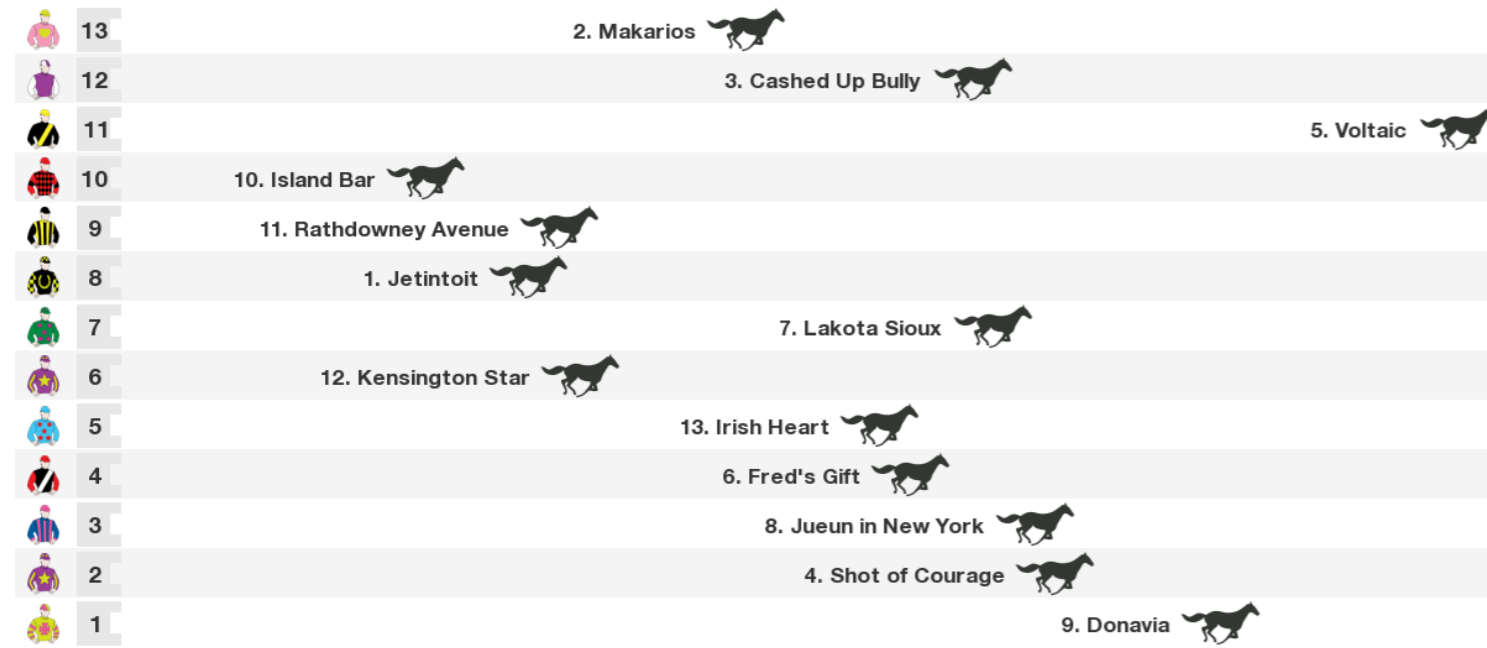 13 2. Makarios
12 3. Cashed Up Bully
11 5. Voltaic
10 10. Island Bar
9 11. Rathdowney Avenue
8 1. Jetintoit
7 7. Lakota Sioux
6 12. Kensington Star
5 13. Irish Heart
4 6. Fred's Gift
3 8. Jueun in New York
2 4. Shot of Courage
1 9. Donavia